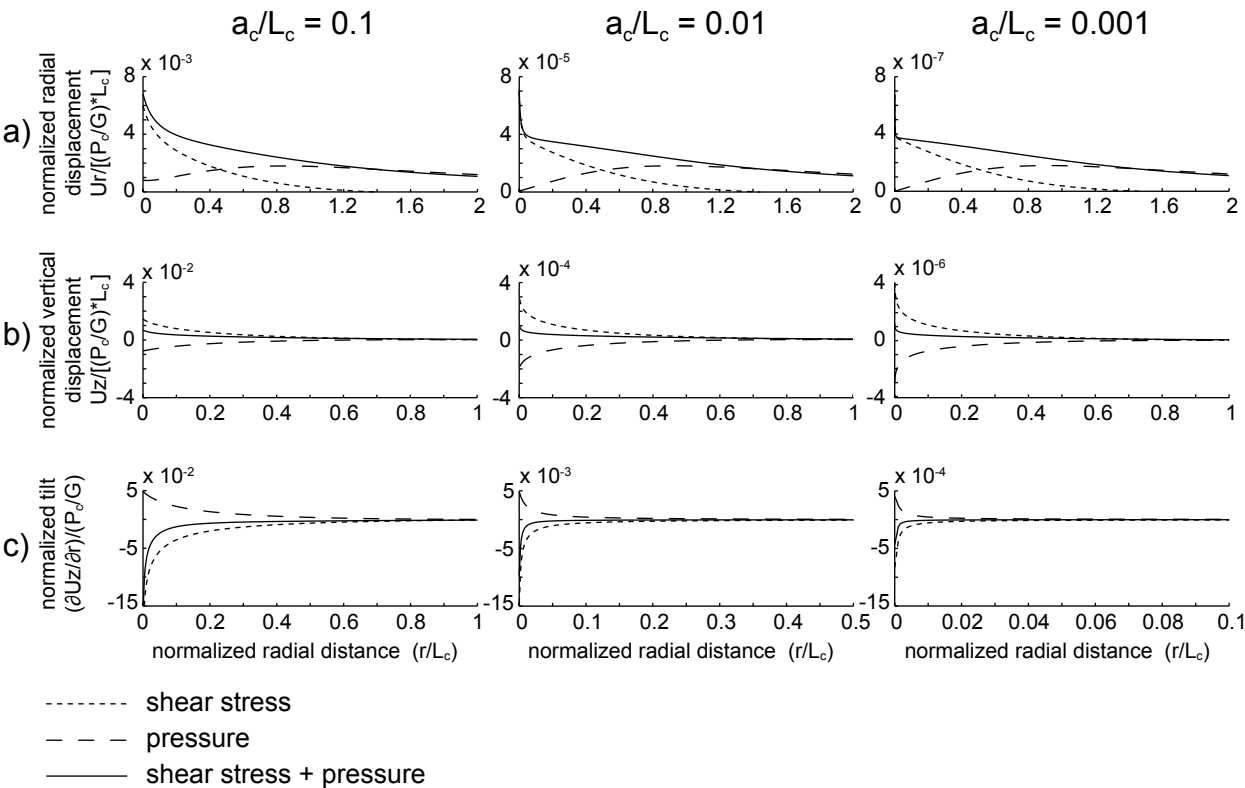 a_c/L_c = 0.1 a_c/L_c = 0.01 a_c/L_c = 0.001
a)
normalized radial
displacement
Ur/[(P_c/G)*L_c]
x 10^-3
8
4
0
0 0.4 0.8 1.2 1.6 2
x 10^-5
8
4
0
0 0.4 0.8 1.2 1.6 2
x 10^-7
8
4
0
0 0.4 0.8 1.2 1.6 2
b)
normalized vertical
displacement
Uz/[(P_c/G)*L_c]
x 10^-2
4
0
-4
0 0.2 0.4 0.6 0.8 1
x 10^-4
4
0
-4
0 0.2 0.4 0.6 0.8 1
x 10^-6
4
0
-4
0 0.2 0.4 0.6 0.8 1
c)
normalized tilt
(∂Uz/∂r)/(P_c/G)
x 10^-2
5
-5
-15
0 0.2 0.4 0.6 0.8 1
normalized radial distance (r/L_c)
x 10^-3
5
-5
-15
0 0.1 0.2 0.3 0.4 0.5
normalized radial distance (r/L_c)
x 10^-4
5
-5
-15
0 0.02 0.04 0.06 0.08 0.1
normalized radial distance (r/L_c)
shear stress
pressure
shear stress + pressure